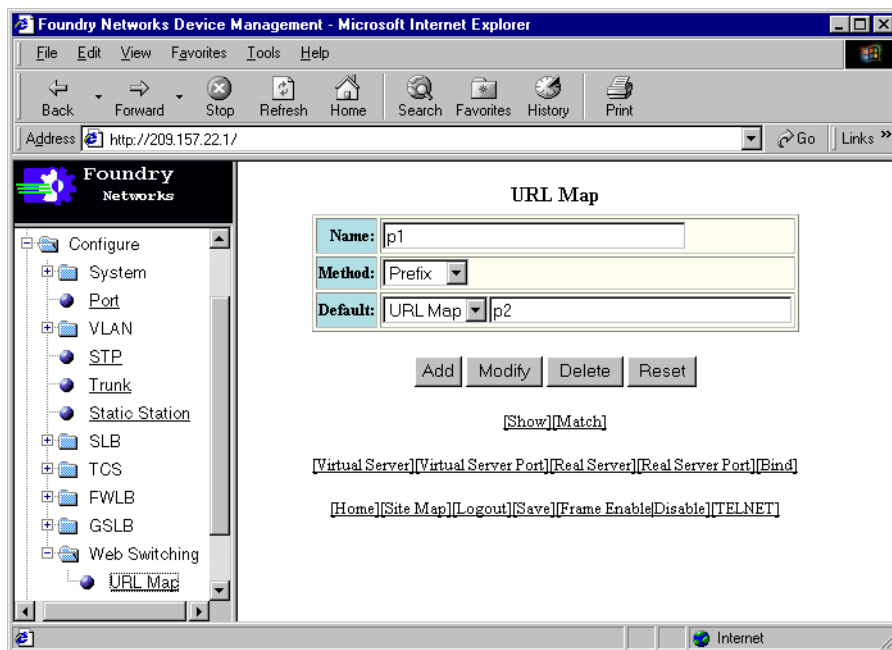 Foundry Networks Device Management - Microsoft Internet Explorer
File Edit View Favorites Tools Help
Back Forward Stop Refresh Home Search Favorites History Print
Address http://209.157.22.1/ Go Links »
Foundry
Networks
Configure
System
Port
VLAN
STP
Trunk
Static Station
SLB
TCS
FWLB
GSLB
Web Switching
URL Map
URL Map
Name: p1
Method: Prefix
Default: URL Map p2
Add Modify Delete Reset
[Show][Match]
[Virtual Server][Virtual Server Port][Real Server][Real Server Port][Bind]
[Home][Site Map][Logout][Save][Frame Enable|Disable][TELNET]
Internet